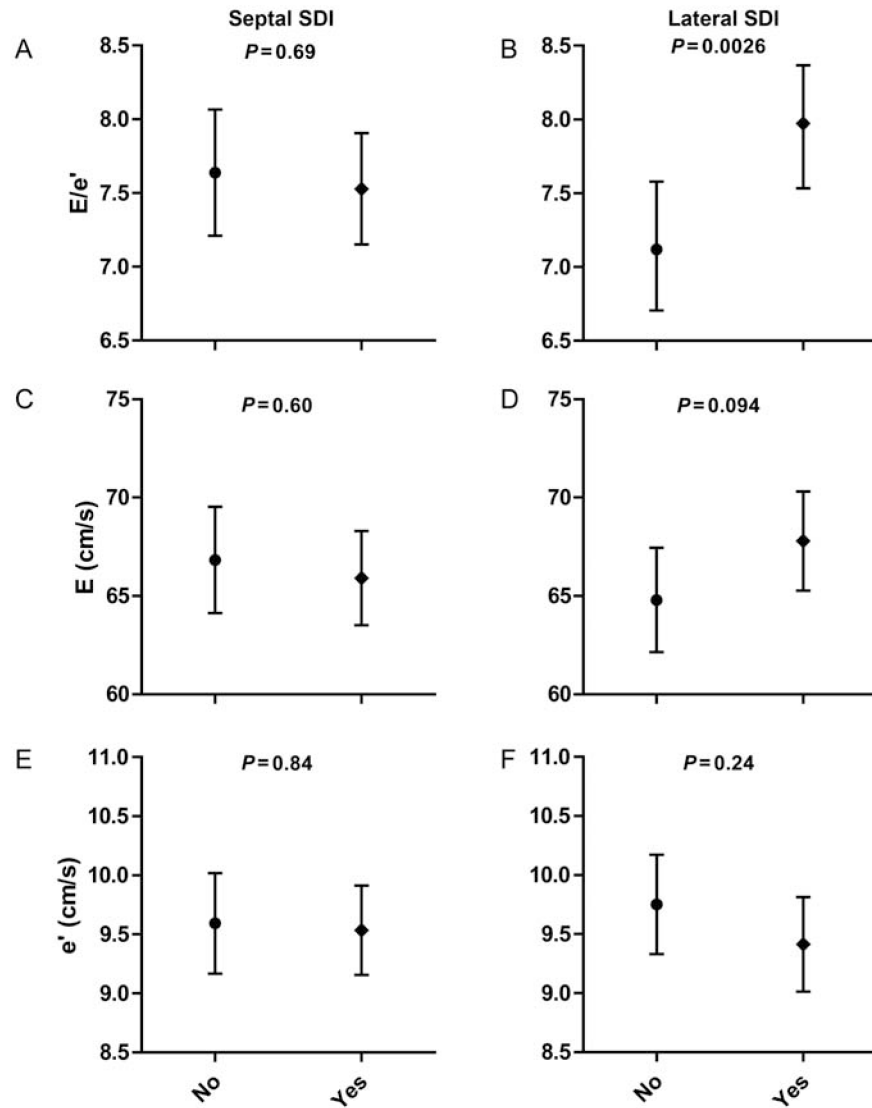 Septal SDI
Lateral SDI
A
P=0.69
B
P=0.0026
E/e'
8.5
8.0
7.5
7.0
6.5
8.5
8.0
7.5
7.0
6.5
C
P=0.60
D
P=0.094
E (cm/s)
75
70
65
60
75
70
65
60
E
P=0.84
F
P=0.24
e' (cm/s)
11.0
10.5
10.0
9.5
9.0
8.5
11.0
10.5
10.0
9.5
9.0
8.5
No
Yes
No
Yes